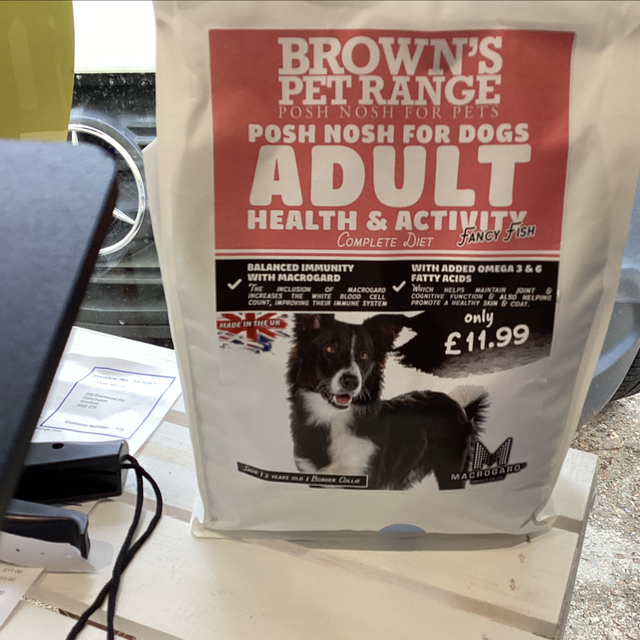 BROWN'S
PET RANGE
POSH NOSH FOR PETS
POSH NOSH FOR DOGS
ADULT
HEALTH & ACTIVITY
FANCY FISH
COMPLETE DIET
BALANCED IMMUNITY
WITH MACROGARD
THE INCLUSION OF MACROGARD
INCREASES THE WHITE BLOOD CELL
COUNT, IMPROVING THEIR IMMUNE SYSTEM
WITH ADDED OMEGA 3 & 6
FATTY ACIDS
WHICH HELPS MAINTAIN JOINT &
COGNITIVE FUNCTION & ALSO HELPING
PROMOTE A HEALTHY SKIN & COAT.
MADE IN THE UK
only
£11.99
MACROGARD
3 YEARS OLD | BORDER COLLIE